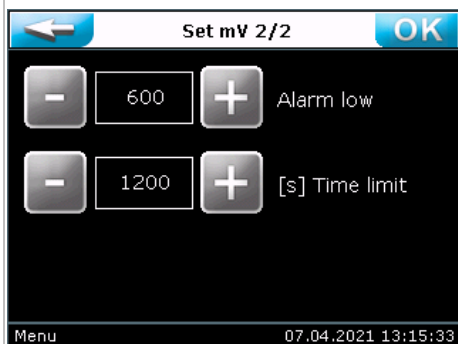 Set mV 2/2 OK
- 600 + Alarm low
- 1200 + [s] Time limit
Menu 07.04.2021 13:15:33